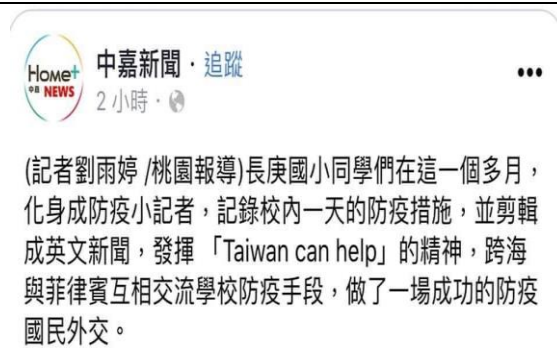 Home+
中嘉 NEWS
中嘉新聞・追蹤
2 小時・
(記者劉雨婷 /桃園報導)長庚國小同學們在這一個多月，
化身成防疫小記者，記錄校內一天的防疫措施，並剪輯
成英文新聞，發揮 「Taiwan can help」的精神，跨海
與菲律賓互相交流學校防疫手段，做了一場成功的防疫
國民外交。